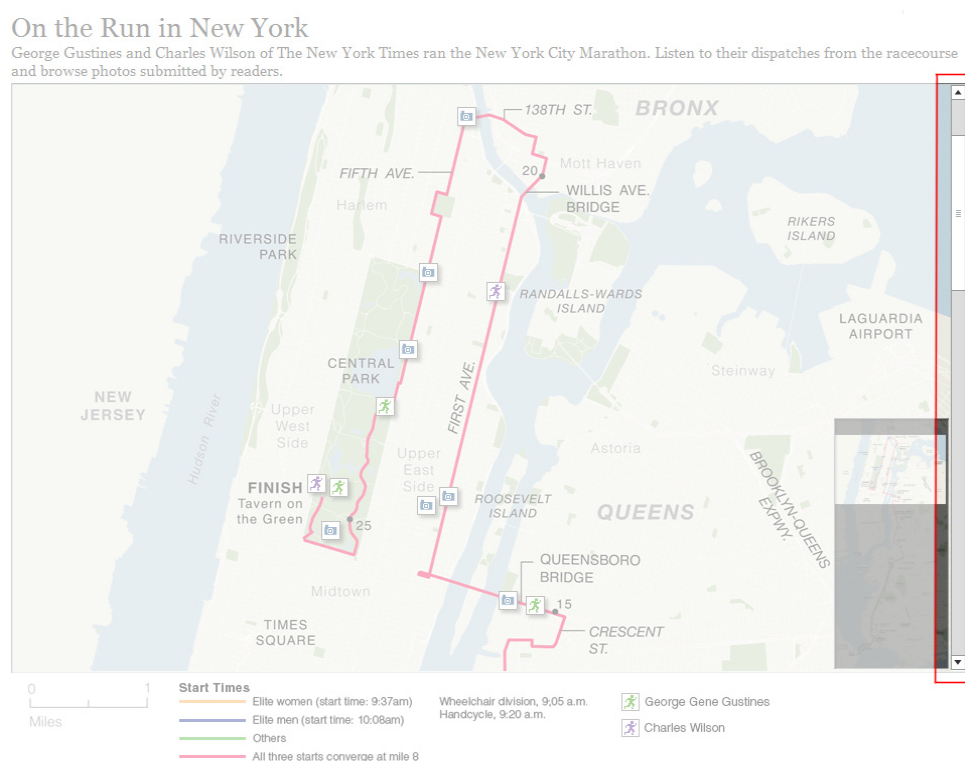 On the Run in New York
George Gustines and Charles Wilson of The New York Times ran the New York City Marathon. Listen to their dispatches from the racecourse
and browse photos submitted by readers.
138TH ST.
BRONX
FIFTH AVE.
20
Mott Haven
WILLIS AVE.
BRIDGE
Harlem
RIVERSIDE
PARK
RIKERS
ISLAND
RANDALLS-WARDS
ISLAND
LAGUARDIA
AIRPORT
CENTRAL
PARK
Steinway
NEW
JERSEY
Hudson River
FIRST AVE.
Upper
West
Side
Upper
East
Side
Astoria
BROOKLYN-QUEENS
EXPWY.
FINISH
Tavern on
the Green
25
ROOSEVELT
ISLAND
QUEENS
QUEENSBORO
BRIDGE
Midtown
15
TIMES
SQUARE
CRESCENT
ST.
0 1
Miles
Start Times
Elite women (start time: 9:37am)
Elite men (start time: 10:08am)
Others
All three starts converge at mile 8
Wheelchair division, 9;05 a.m.
Handcycle, 9:20 a.m.
George Gene Gustines
Charles Wilson